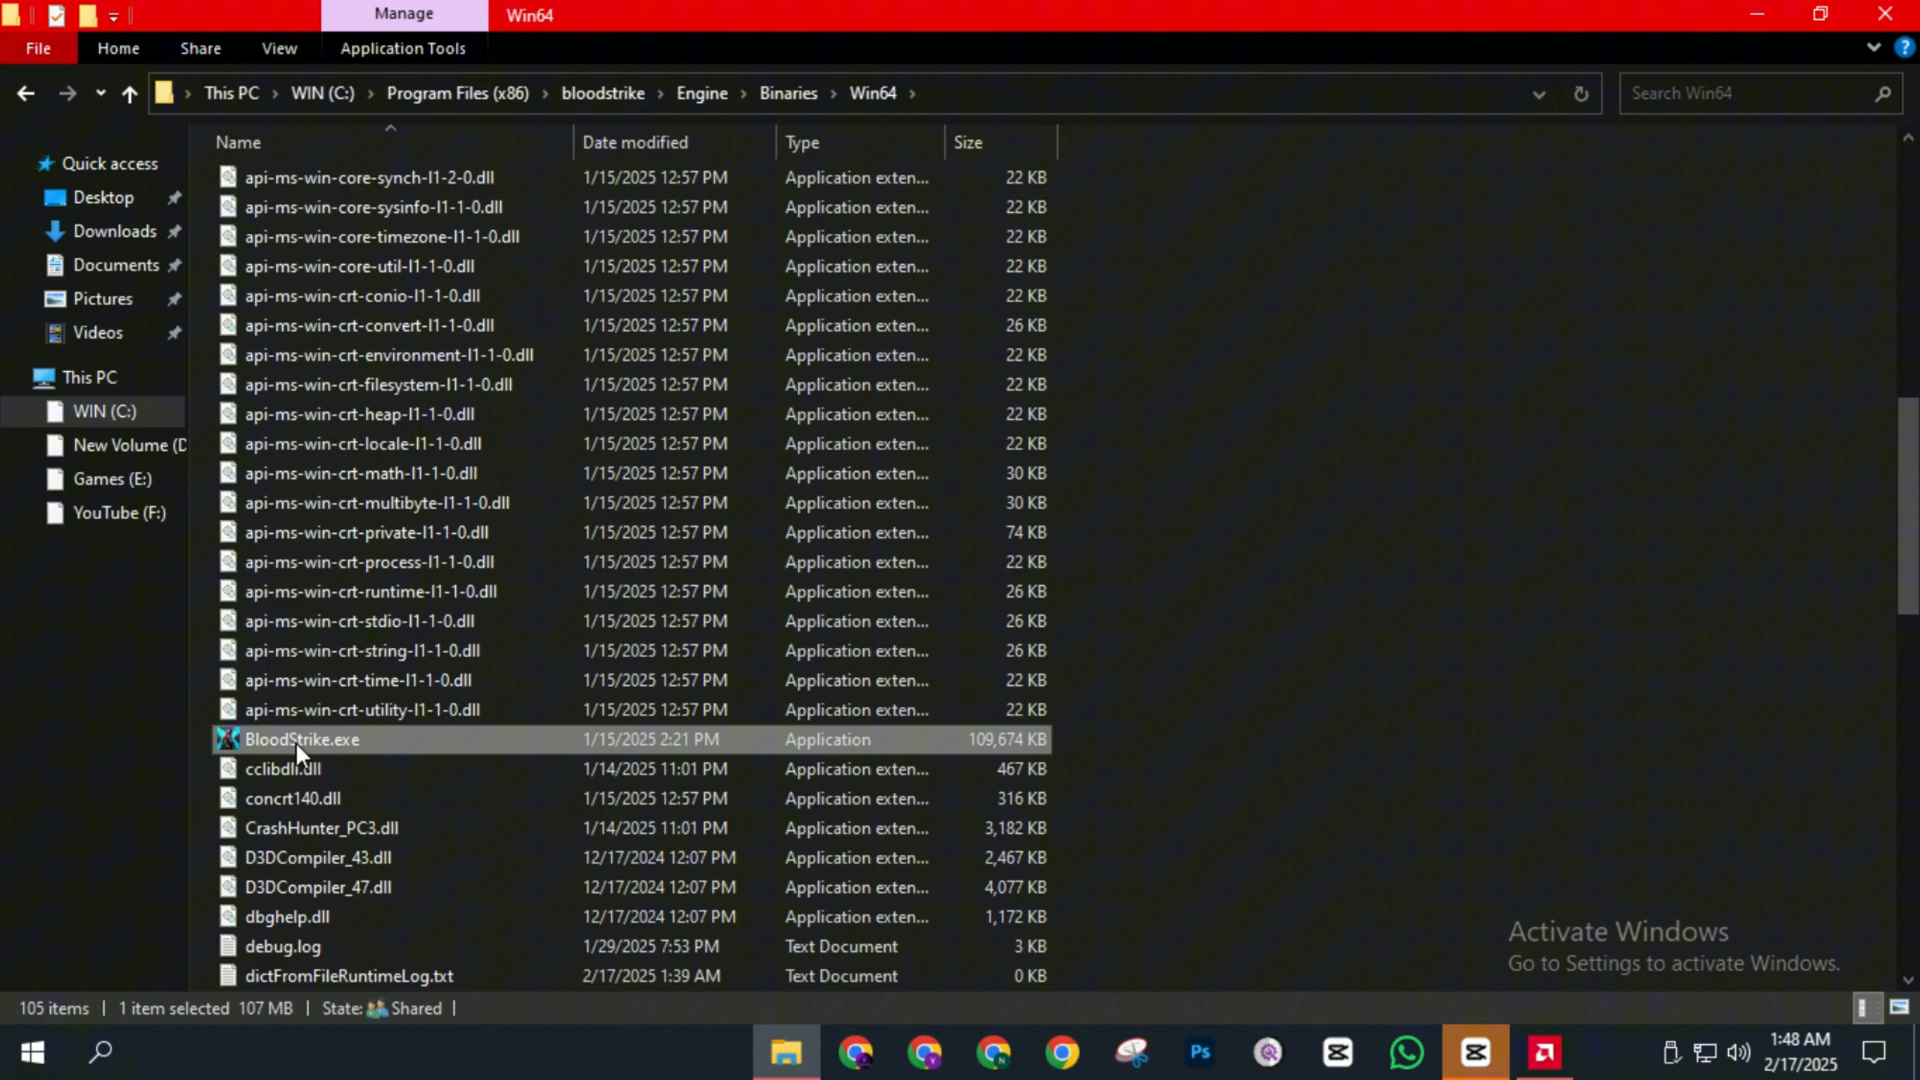 Manage
Win64
File
Home
Share
View
Application Tools
This PC
WIN (C:)
Program Files (x86)
bloodstrike
Engine
Binaries
Win64
Search Win64
Name
Date modified
Type
Size
Quick access
Desktop
Downloads
Documents
Pictures
Videos
This PC
WIN (C:)
New Volume (D
Games (E:)
YouTube (F:)
api-ms-win-core-synch-l1-2-0.dll 1/15/2025 12:57 PM Application exten... 22 KB
api-ms-win-core-sysinfo-l1-1-0.dll 1/15/2025 12:57 PM Application exten... 22 KB
api-ms-win-core-timezone-l1-1-0.dll 1/15/2025 12:57 PM Application exten... 22 KB
api-ms-win-core-util-l1-1-0.dll 1/15/2025 12:57 PM Application exten... 22 KB
api-ms-win-crt-conio-l1-1-0.dll 1/15/2025 12:57 PM Application exten... 22 KB
api-ms-win-crt-convert-l1-1-0.dll 1/15/2025 12:57 PM Application exten... 26 KB
api-ms-win-crt-environment-l1-1-0.dll 1/15/2025 12:57 PM Application exten... 22 KB
api-ms-win-crt-filesystem-l1-1-0.dll 1/15/2025 12:57 PM Application exten... 22 KB
api-ms-win-crt-heap-l1-1-0.dll 1/15/2025 12:57 PM Application exten... 22 KB
api-ms-win-crt-locale-l1-1-0.dll 1/15/2025 12:57 PM Application exten... 22 KB
api-ms-win-crt-math-l1-1-0.dll 1/15/2025 12:57 PM Application exten... 30 KB
api-ms-win-crt-multibyte-l1-1-0.dll 1/15/2025 12:57 PM Application exten... 30 KB
api-ms-win-crt-private-l1-1-0.dll 1/15/2025 12:57 PM Application exten... 74 KB
api-ms-win-crt-process-l1-1-0.dll 1/15/2025 12:57 PM Application exten... 22 KB
api-ms-win-crt-runtime-l1-1-0.dll 1/15/2025 12:57 PM Application exten... 26 KB
api-ms-win-crt-stdio-l1-1-0.dll 1/15/2025 12:57 PM Application exten... 26 KB
api-ms-win-crt-string-l1-1-0.dll 1/15/2025 12:57 PM Application exten... 26 KB
api-ms-win-crt-time-l1-1-0.dll 1/15/2025 12:57 PM Application exten... 22 KB
api-ms-win-crt-utility-l1-1-0.dll 1/15/2025 12:57 PM Application exten... 22 KB
BloodStrike.exe 1/15/2025 2:21 PM Application 109,674 KB
cclibdll.dll 1/14/2025 11:01 PM Application exten... 467 KB
concrt140.dll 1/15/2025 12:57 PM Application exten... 316 KB
CrashHunter_PC3.dll 1/14/2025 11:01 PM Application exten... 3,182 KB
D3DCompiler_43.dll 12/17/2024 12:07 PM Application exten... 2,467 KB
D3DCompiler_47.dll 12/17/2024 12:07 PM Application exten... 4,077 KB
dbghelp.dll 12/17/2024 12:07 PM Application exten... 1,172 KB
debug.log 1/29/2025 7:53 PM Text Document 3 KB
dictFromFileRuntimeLog.txt 2/17/2025 1:39 AM Text Document 0 KB
Activate Windows
Go to Settings to activate Windows.
105 items
1 item selected 107 MB
State: Shared
Ps
1:48 AM
2/17/2025